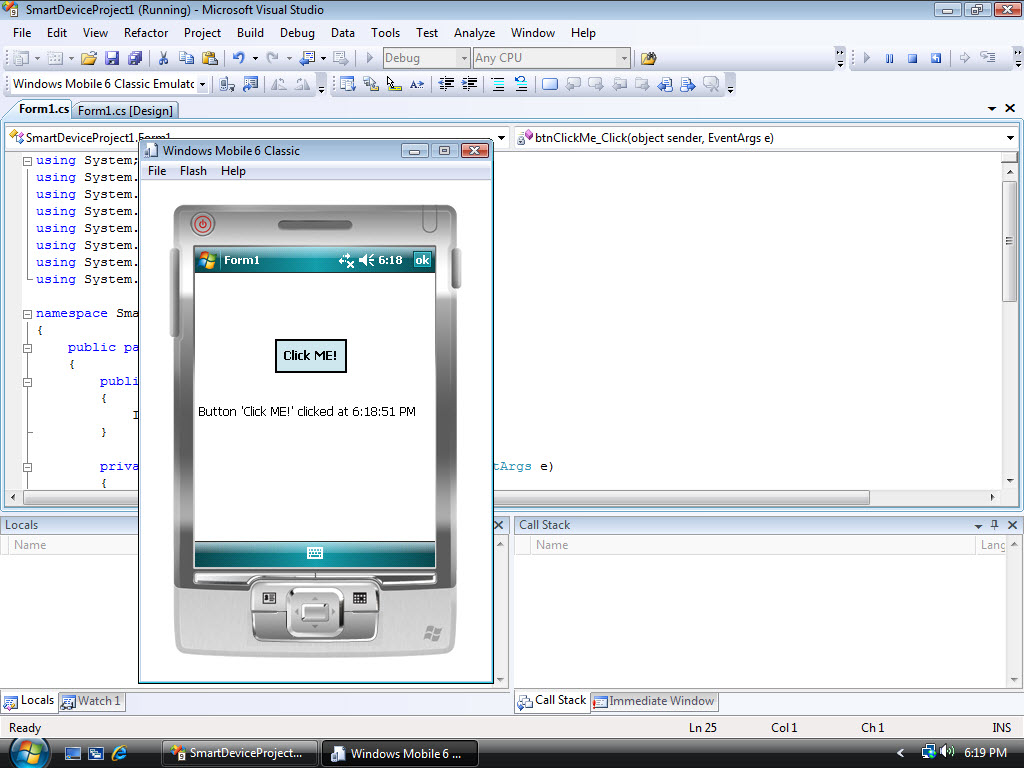 SmartDeviceProject1 (Running) - Microsoft Visual Studio
File Edit View Refactor Project Build Debug Data Tools Test Analyze Window Help
Debug Any CPU
Windows Mobile 6 Classic Emulatc
Form1.cs Form1.cs [Design]
SmartDeviceProject1.Form1 btnClickMe_Click(object sender, EventArgs e)
using System;
using System.
using System.
using System.
using System.
using System.
using System.
using System.
namespace Sma
{
public pa
{
publi
{
I
}
priva tArgs e)
{
Windows Mobile 6 Classic
File Flash Help
Form1 6:18 ok
Click ME!
Button 'Click ME!' clicked at 6:18:51 PM
Locals
Name
Call Stack
Name Lang
Locals Watch 1
Call Stack Immediate Window
Ready Ln 25 Col 1 Ch 1 INS
SmartDeviceProject... Windows Mobile 6 ... 6:19 PM